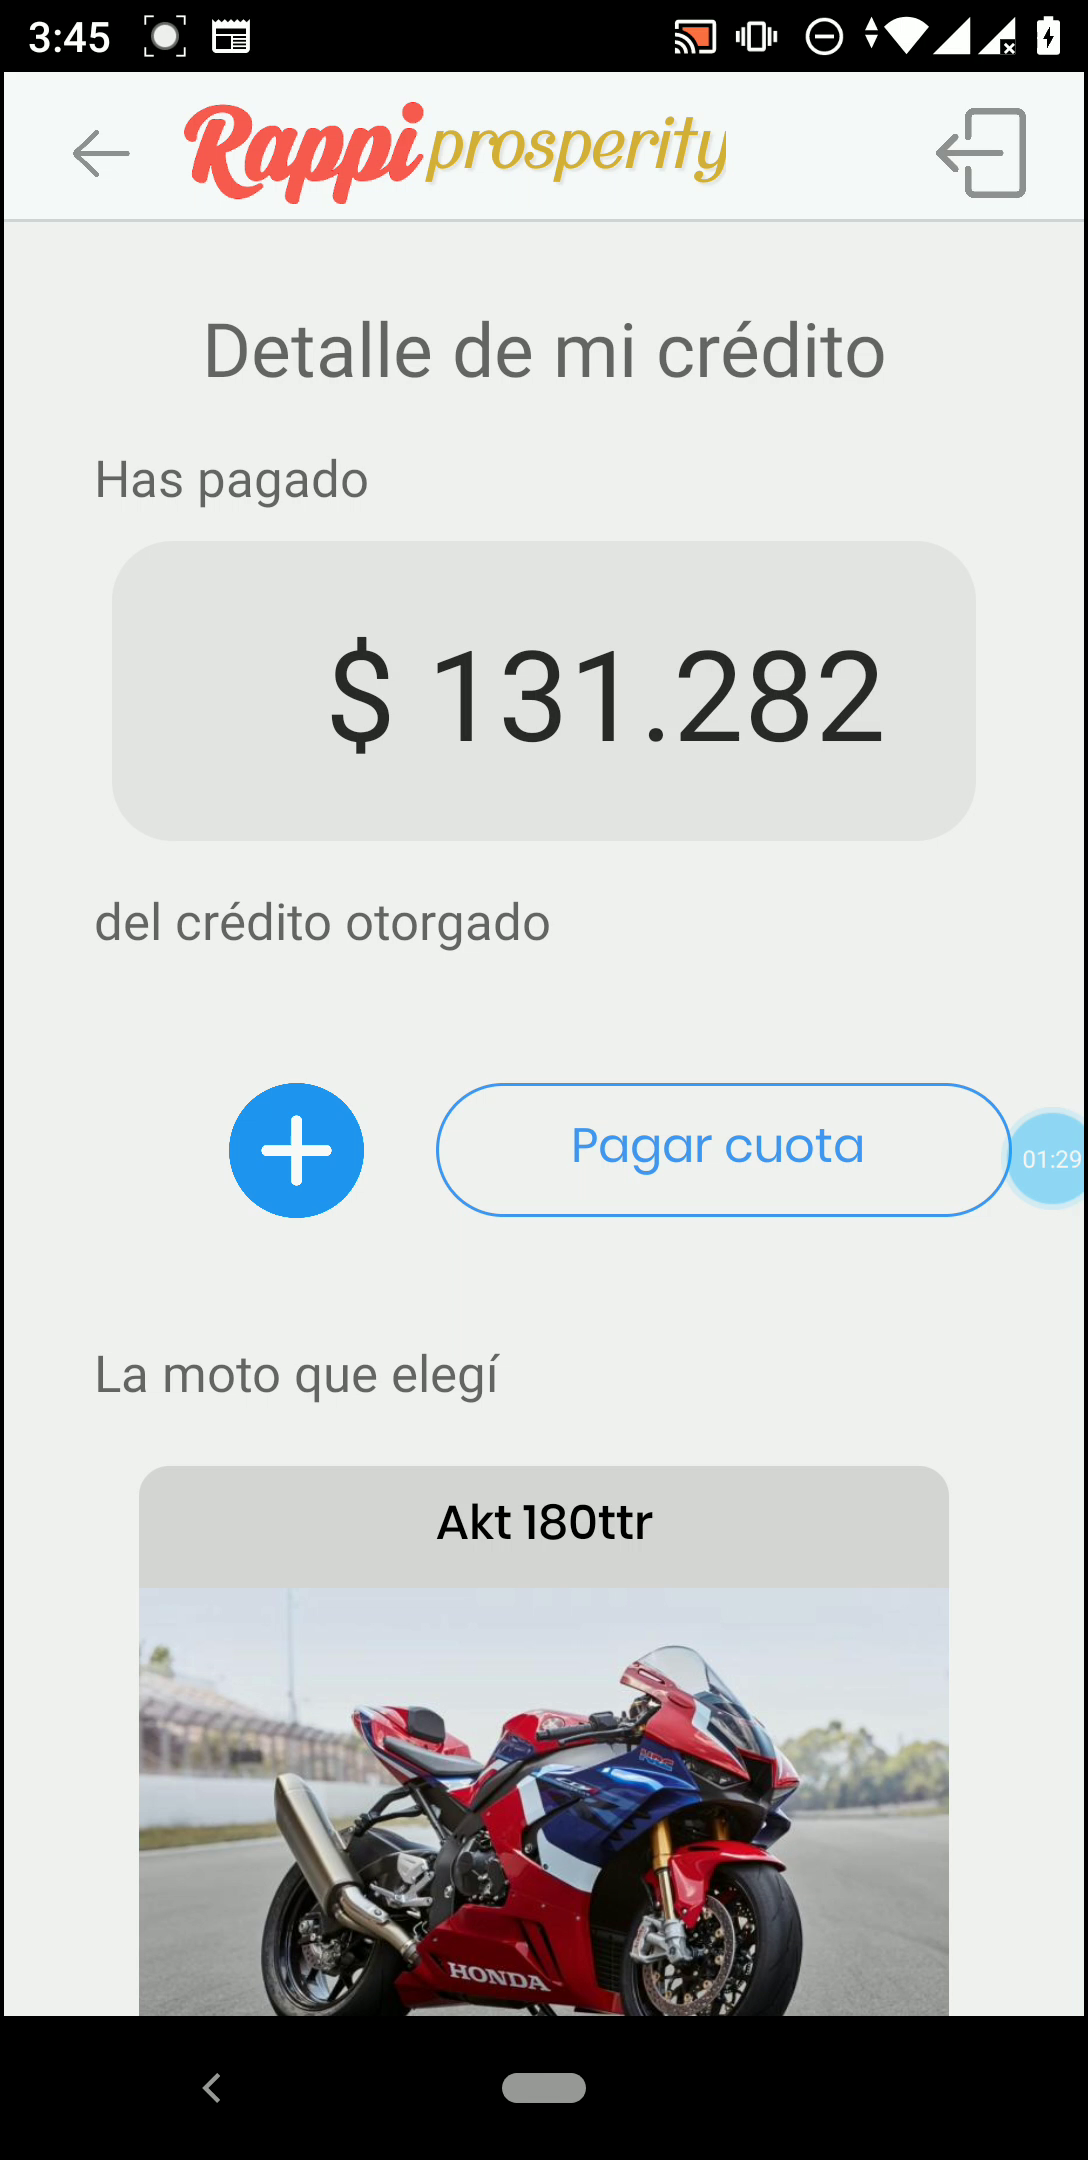 3:45
Rappi prosperity
Detalle de mi crédito
Has pagado
$ 131.282
del crédito otorgado
Pagar cuota
01:29
La moto que elegí
Akt 180ttr
HRC
HONDA